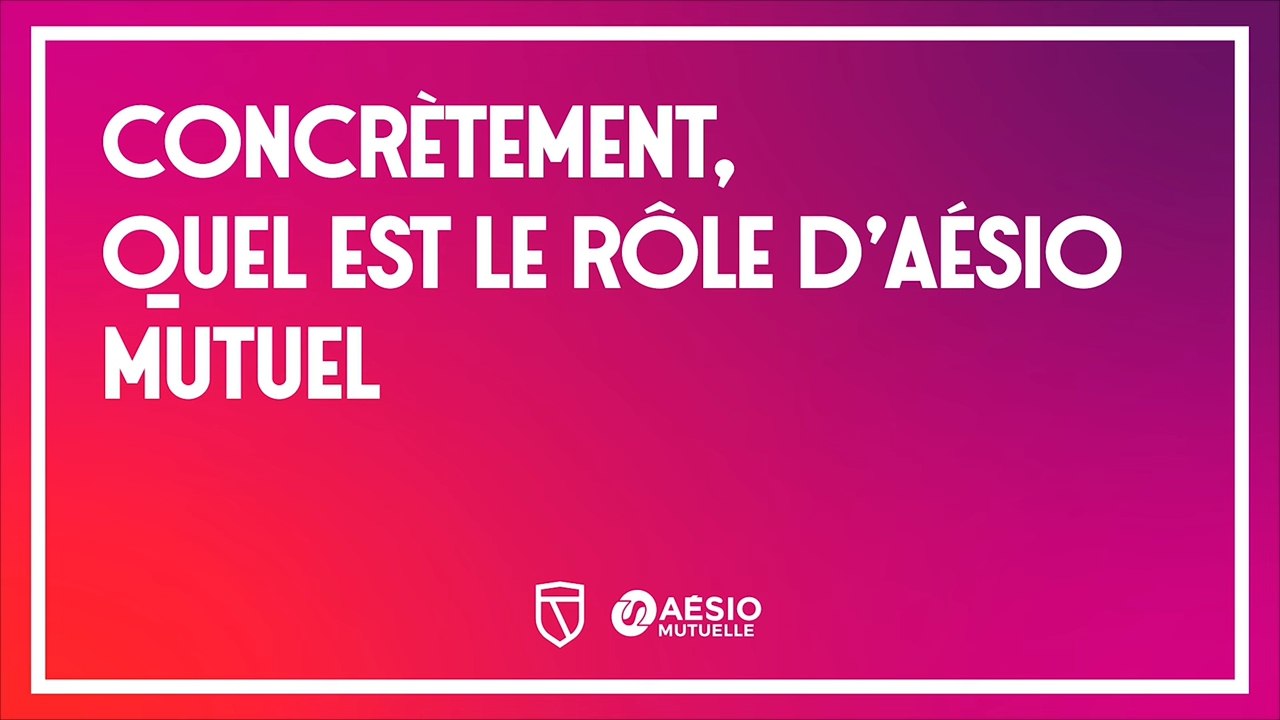 CONCRÈTEMENT,
QUEL EST LE RÔLE D'AÉSIO
MUTUEL
AÉSIO
MUTUELLE